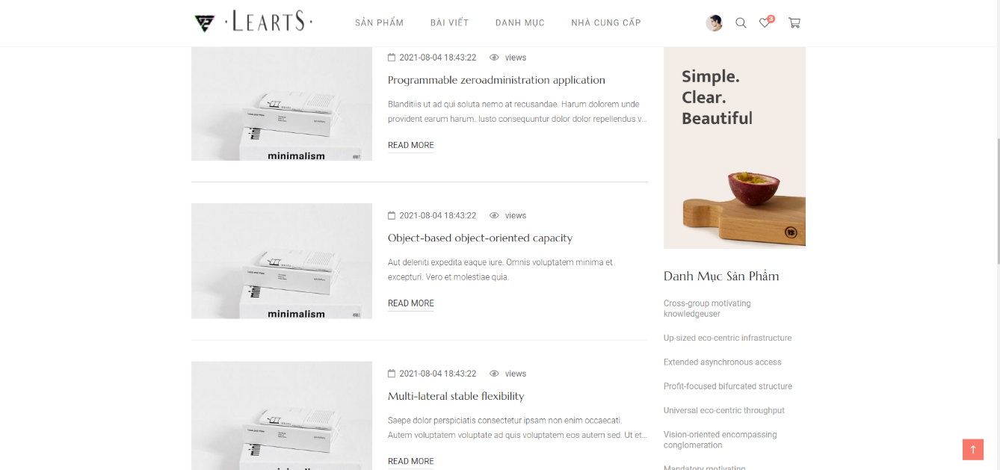 ·LEARTS·
SẢN PHẨM
BÀI VIẾT
DANH MỤC
NHÀ CUNG CẤP
3
2021-08-04 18:43:22 views
Programmable zeroadministration application
Blanditiis ut ad qui soluta nemo at recusandae. Harum dolorem unde
provident earum harum. Iusto consequuntur dolor dolor repellendus v...
READ MORE
minimalism
2021-08-04 18:43:22 views
Object-based object-oriented capacity
Aut deleniti expedita eaque iure. Omnis voluptatem minima et
excepturi. Vero et molestiae quia.
READ MORE
minimalism
2021-08-04 18:43:22 views
Multi-lateral stable flexibility
Saepe dolor perspiciatis consectetur ipsam non enim occaecati.
Autem voluptatem voluptate ad quis voluptatem eos autem sed. Ut et...
READ MORE
Simple.
Clear.
Beautiful
Danh Mục Sản Phẩm
Cross-group motivating
knowledgeuser
Up-sized eco-centric infrastructure
Extended asynchronous access
Profit-focused bifurcated structure
Universal eco-centric throughput
Vision-oriented encompassing
conglomeration
Mandatory motivating